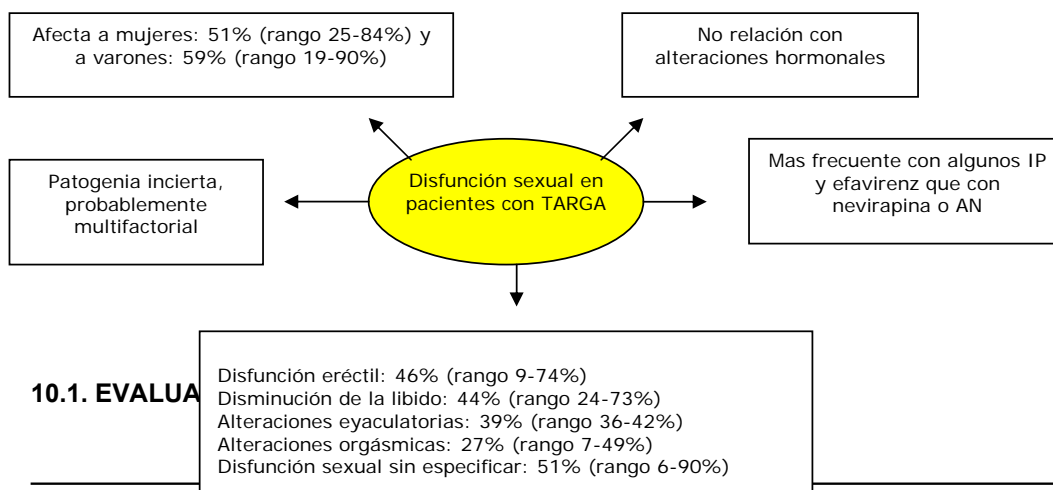 Afecta a mujeres: 51% (rango 25-84%) y
a varones: 59% (rango 19-90%)
No relación con
alteraciones hormonales
Patogenia incierta,
probablemente
multifactorial
Disfunción sexual en
pacientes con TARGA
Mas frecuente con algunos IP
y efavirenz que con
nevirapina o AN
10.1. EVALUA
Disfunción eréctil: 46% (rango 9-74%)
Disminución de la libido: 44% (rango 24-73%)
Alteraciones eyaculatorias: 39% (rango 36-42%)
Alteraciones orgásmicas: 27% (rango 7-49%)
Disfunción sexual sin especificar: 51% (rango 6-90%)